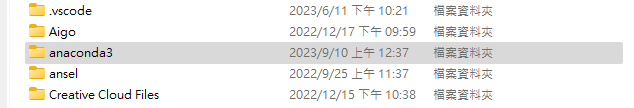 .vscode 2023/6/11 下午 10:21 檔案資料夾
Aigo 2022/12/17 下午 09:59 檔案資料夾
anaconda3 2023/9/10 上午 12:37 檔案資料夾
ansel 2022/9/25 上午 11:37 檔案資料夾
Creative Cloud Files 2022/12/15 下午 10:38 檔案資料夾